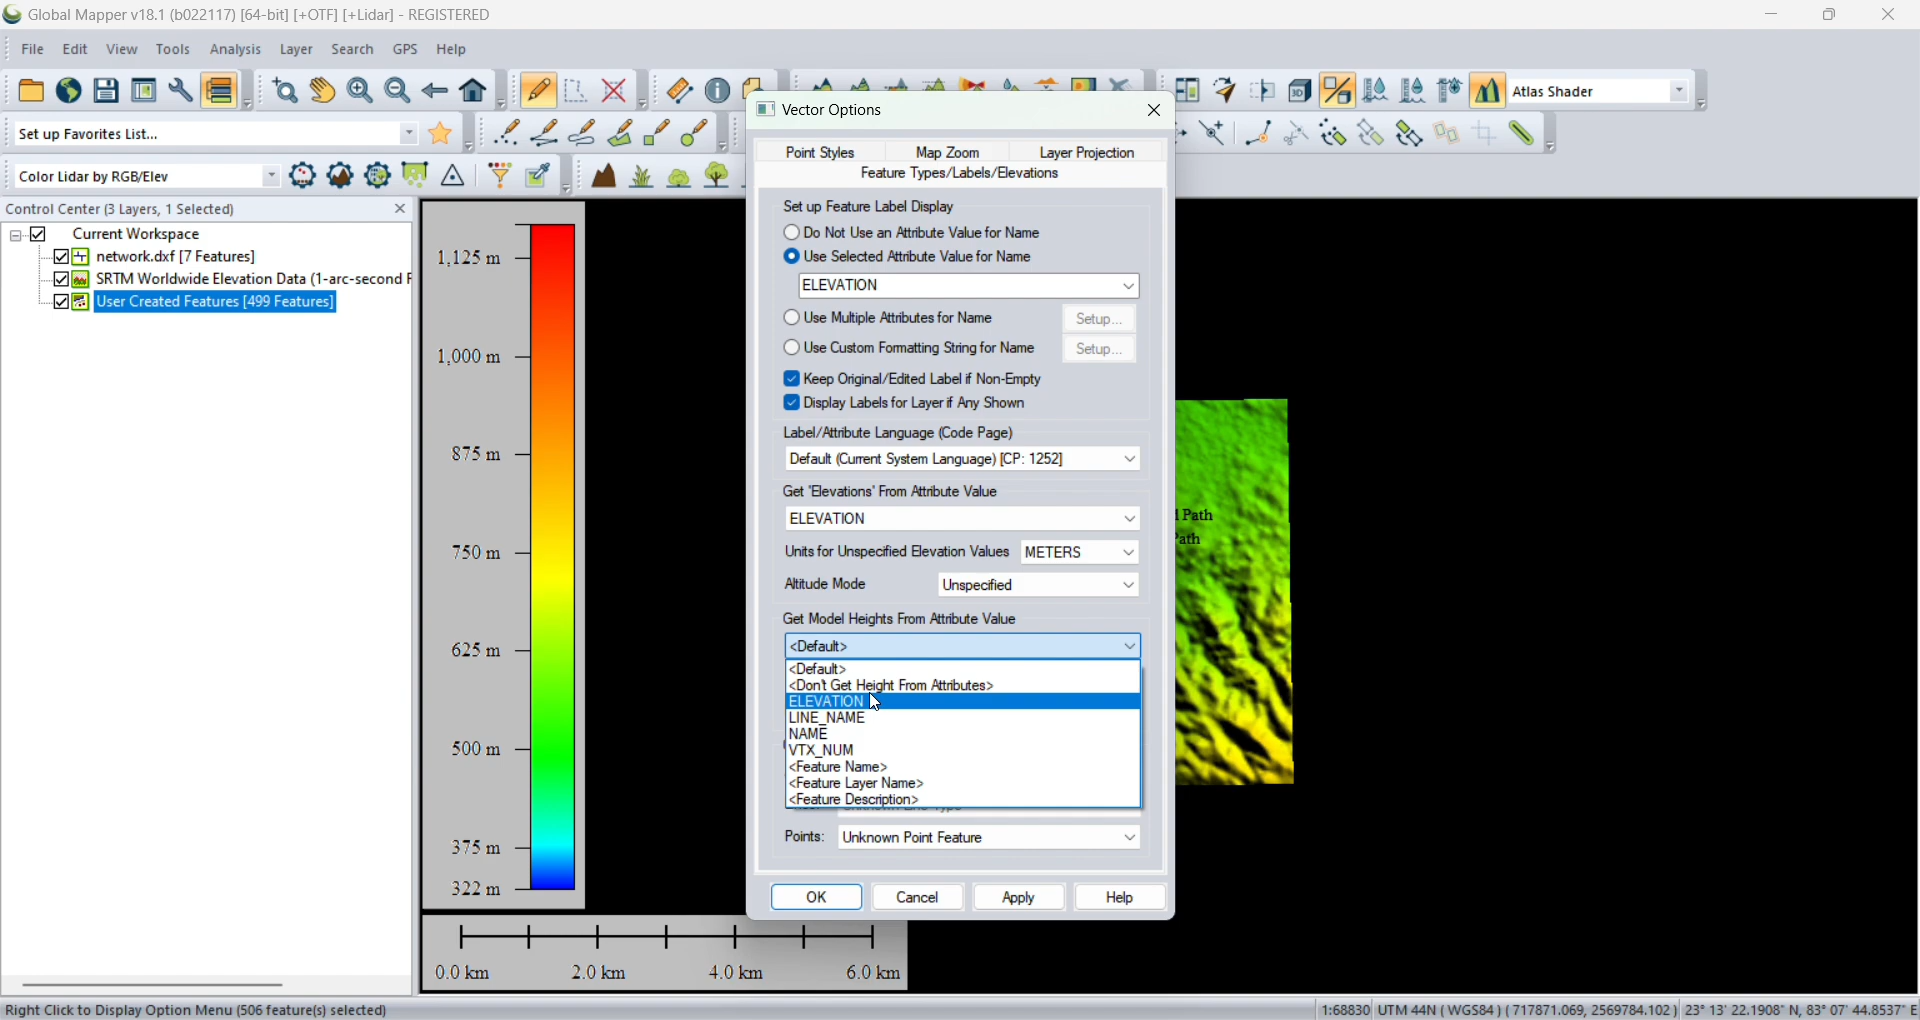 Global Mapper v18.1 (b022117) [64-bit] [+OTF] [+Lidar] - REGISTERED
File Edit View Tools Analysis Layer Search GPS Help
Atlas Shader
Set up Favorites List...
Color Lidar by RGB/Elev
Control Center (3 Layers, 1 Selected)
Current Workspace
network.dxf [7 Features]
SRTM Worldwide Elevation Data (1-arc-second
User Created Features [499 Features]
1,125 m
1,000 m
875 m
750 m
625 m
500 m
375 m
322 m
0.0 km 2.0 km 4.0 km 6.0 km
Vector Options
Point Styles Map Zoom Layer Projection
Feature Types/Labels/Elevations
Set up Feature Label Display
Do Not Use an Attribute Value for Name
Use Selected Attribute Value for Name
ELEVATION
Use Multiple Attributes for Name Setup...
Use Custom Formatting String for Name Setup...
Keep Original/Edited Label if Non-Empty
Display Labels for Layer if Any Shown
Label/Attribute Language (Code Page)
Default (Current System Language) [CP: 1252]
Get 'Elevations' From Attribute Value
ELEVATION
Units for Unspecified Elevation Values METERS
Altitude Mode Unspecified
Get Model Heights From Attribute Value
<Default>
<Default>
<Don't Get Height From Attributes>
ELEVATION
LINE_NAME
NAME
VTX_NUM
<Feature Name>
<Feature Layer Name>
<Feature Description>
Points: Unknown Point Feature
OK Cancel Apply Help
Path
Path
Right Click to Display Option Menu (506 feature(s) selected)
1:68830 UTM 44N ( WGS84 ) ( 717871.069, 2569784.102 ) 23° 13' 22.1908" N, 83° 07' 44.8537" E